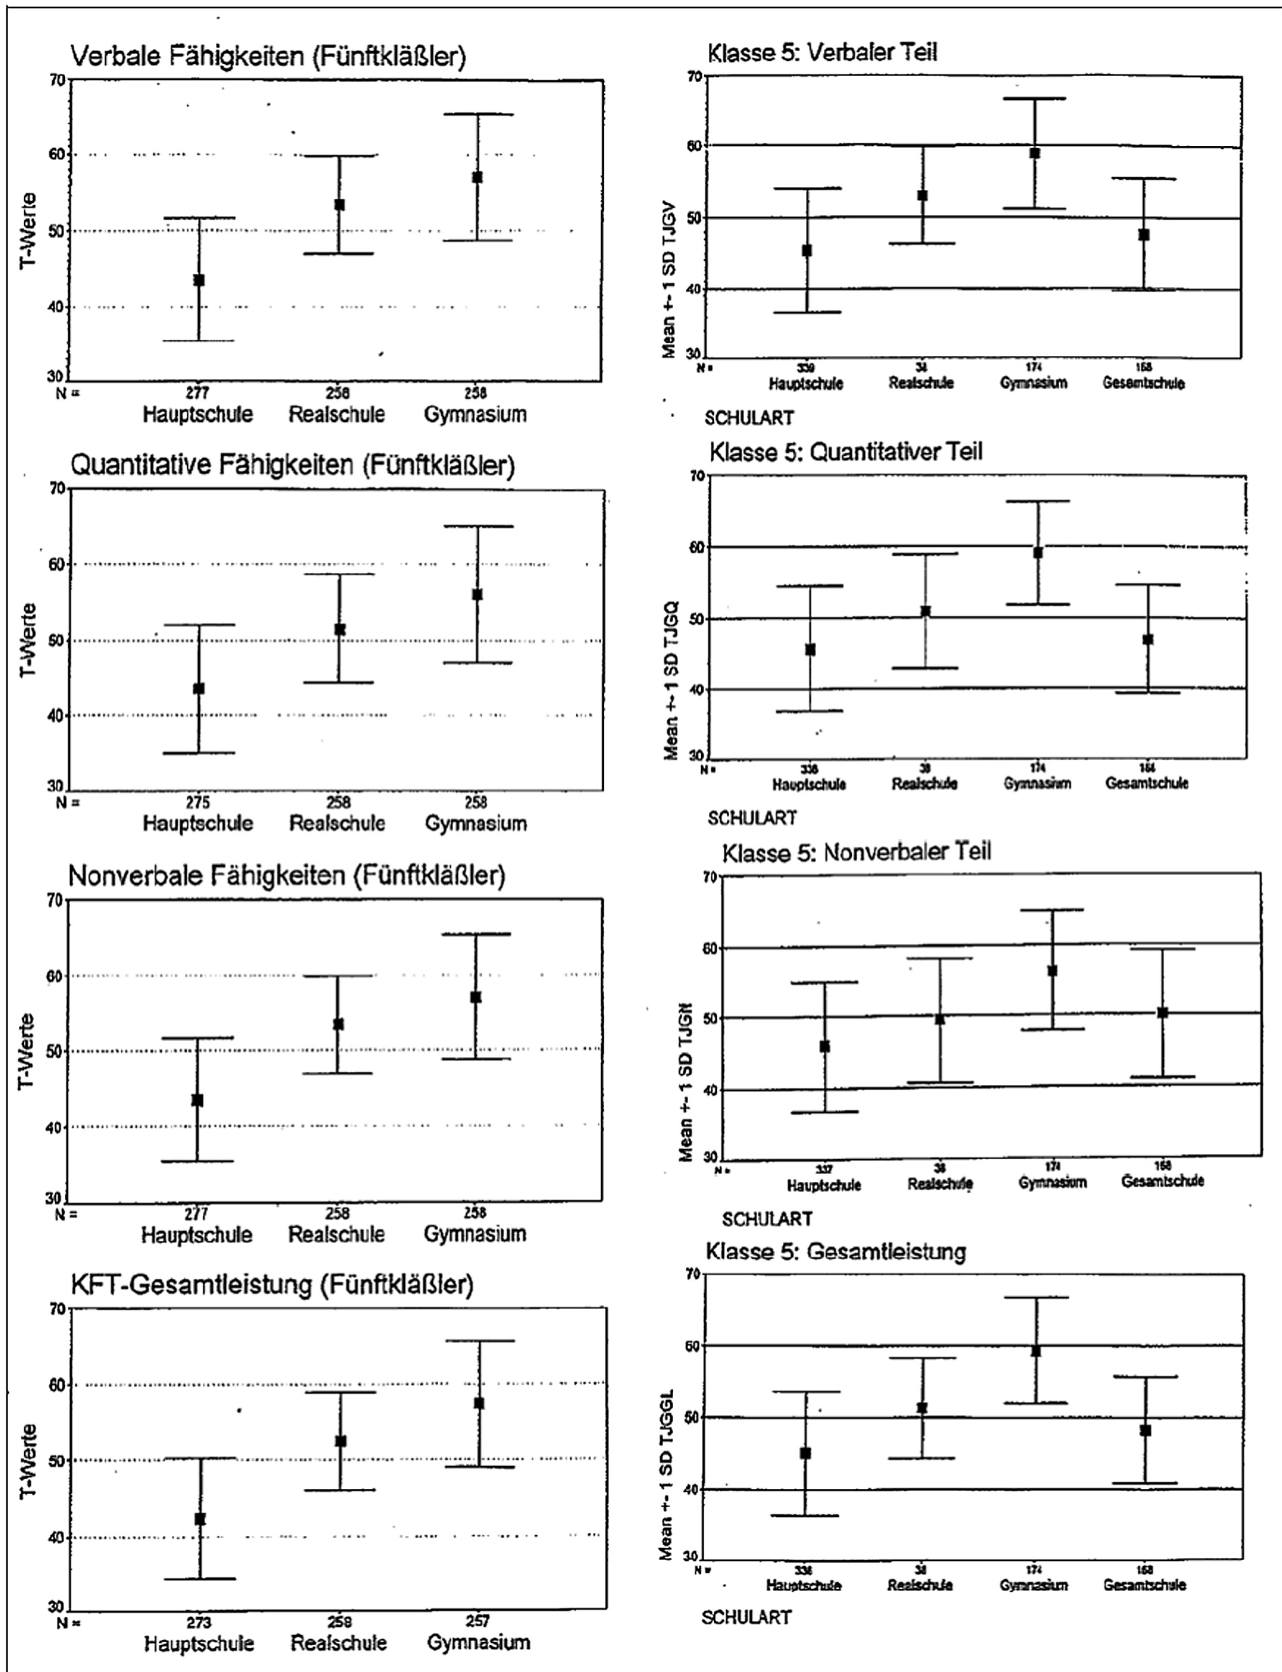 Verbale Fähigkeiten (Fünftkläßler)
T-Werte
70
60
50
40
30
N =
277 258 258
Hauptschule Realschule Gymnasium
Quantitative Fähigkeiten (Fünftkläßler)
T-Werte
70
60
50
40
30
N =
275 258 258
Hauptschule Realschule Gymnasium
Nonverbale Fähigkeiten (Fünftkläßler)
T-Werte
70
60
50
40
30
N =
277 258 258
Hauptschule Realschule Gymnasium
KFT-Gesamtleistung (Fünftkläßler)
T-Werte
70
60
50
40
30
N =
273 258 257
Hauptschule Realschule Gymnasium
Klasse 5: Verbaler Teil
Mean +- 1 SD TJGV
70
60
50
40
30
N =
339 38 174 168
Hauptschule Realschule Gymnasium Gesamtschule
SCHULART
Klasse 5: Quantitativer Teil
Mean +- 1 SD TJGQ
70
60
50
40
30
N =
338 38 174
Hauptschule Realschule Gymnasium Gesamtschule
SCHULART
Klasse 5: Nonverbaler Teil
Mean +- 1 SD TJGN
70
60
50
40
30
N =
337 38 174 168
Hauptschule Realschule Gymnasium Gesamtschule
SCHULART
Klasse 5: Gesamtleistung
Mean +- 1 SD TJGGL
70
60
50
40
30
N =
336 38 174 168
Hauptschule Realschule Gymnasium Gesamtschule
SCHULART